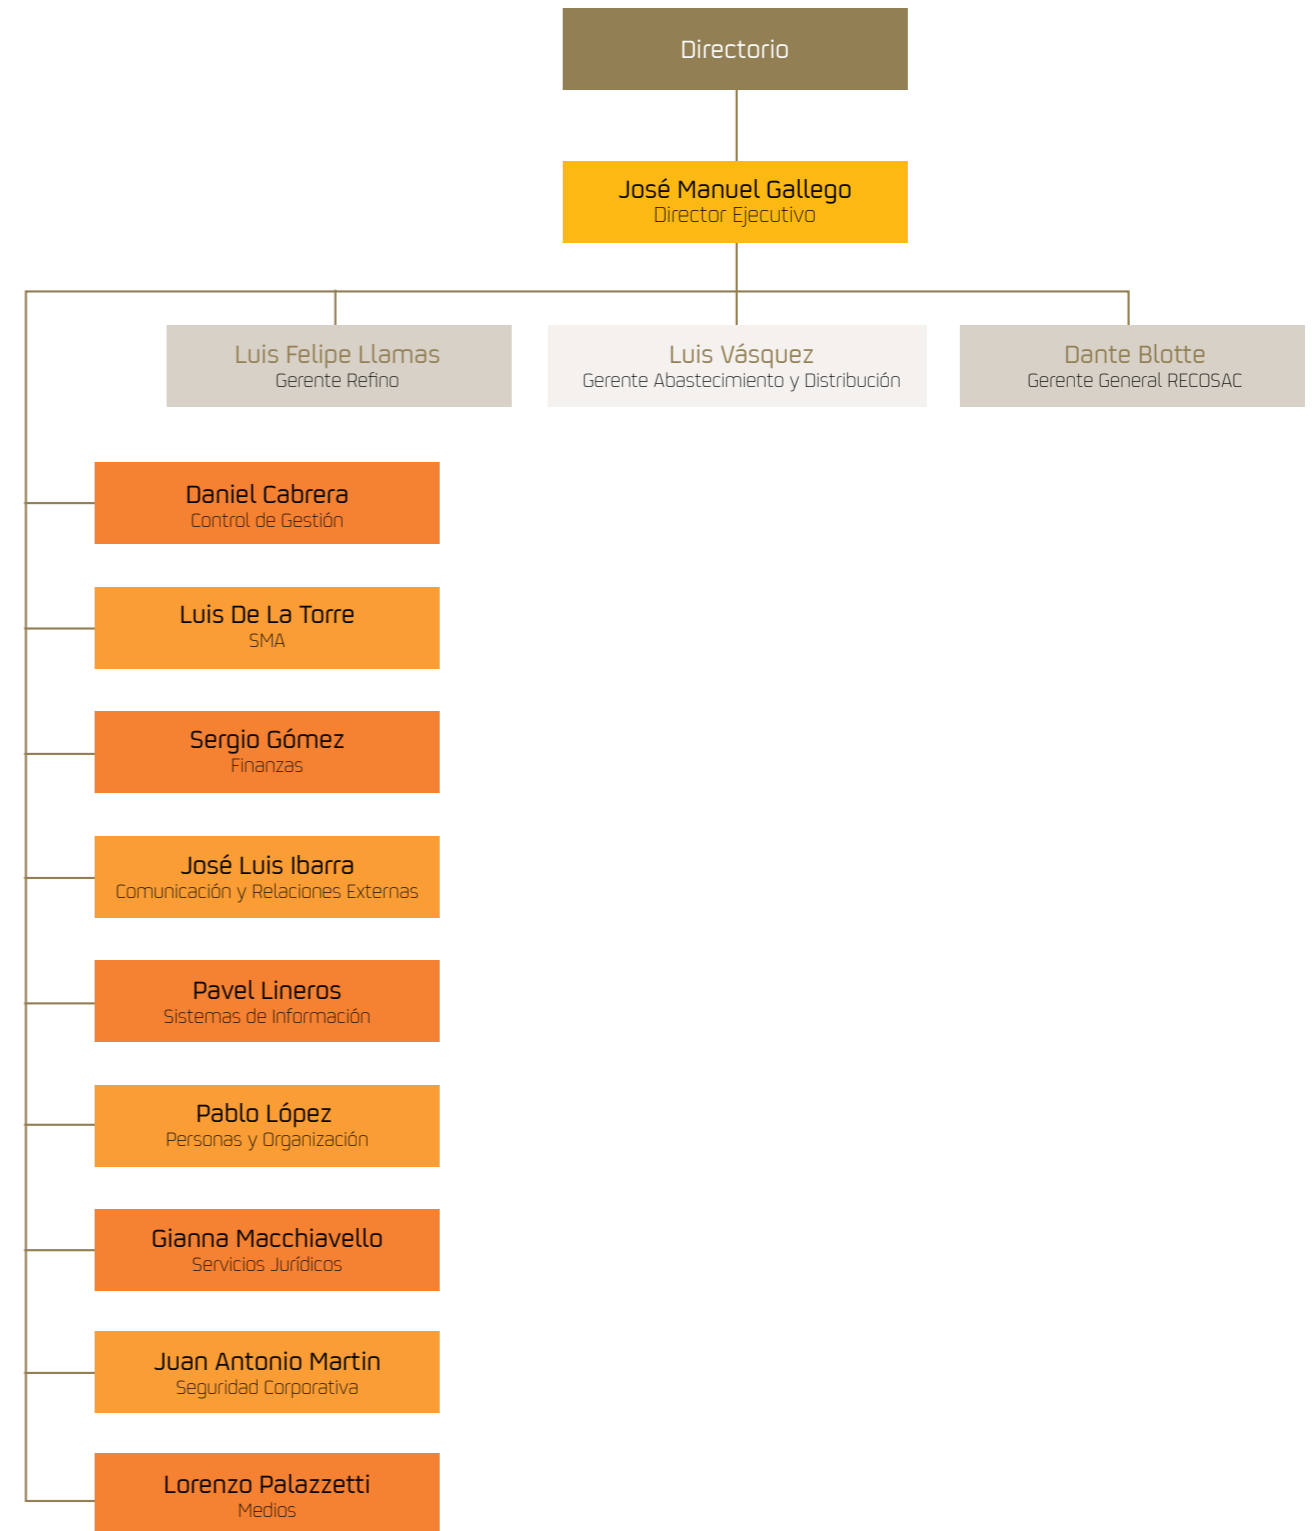 Directorio
José Manuel Gallego
Director Ejecutivo
Luis Felipe Llamas
Gerente Refino
Luis Vásquez
Gerente Abastecimiento y Distribución
Dante Blotte
Gerente General RECOSAC
Daniel Cabrera
Control de Gestión
Luis De La Torre
SMA
Sergio Gómez
Finanzas
José Luis Ibarra
Comunicación y Relaciones Externas
Pavel Lineros
Sistemas de Información
Pablo López
Personas y Organización
Gianna Macchiavello
Servicios Jurídicos
Juan Antonio Martin
Seguridad Corporativa
Lorenzo Palazzetti
Medios